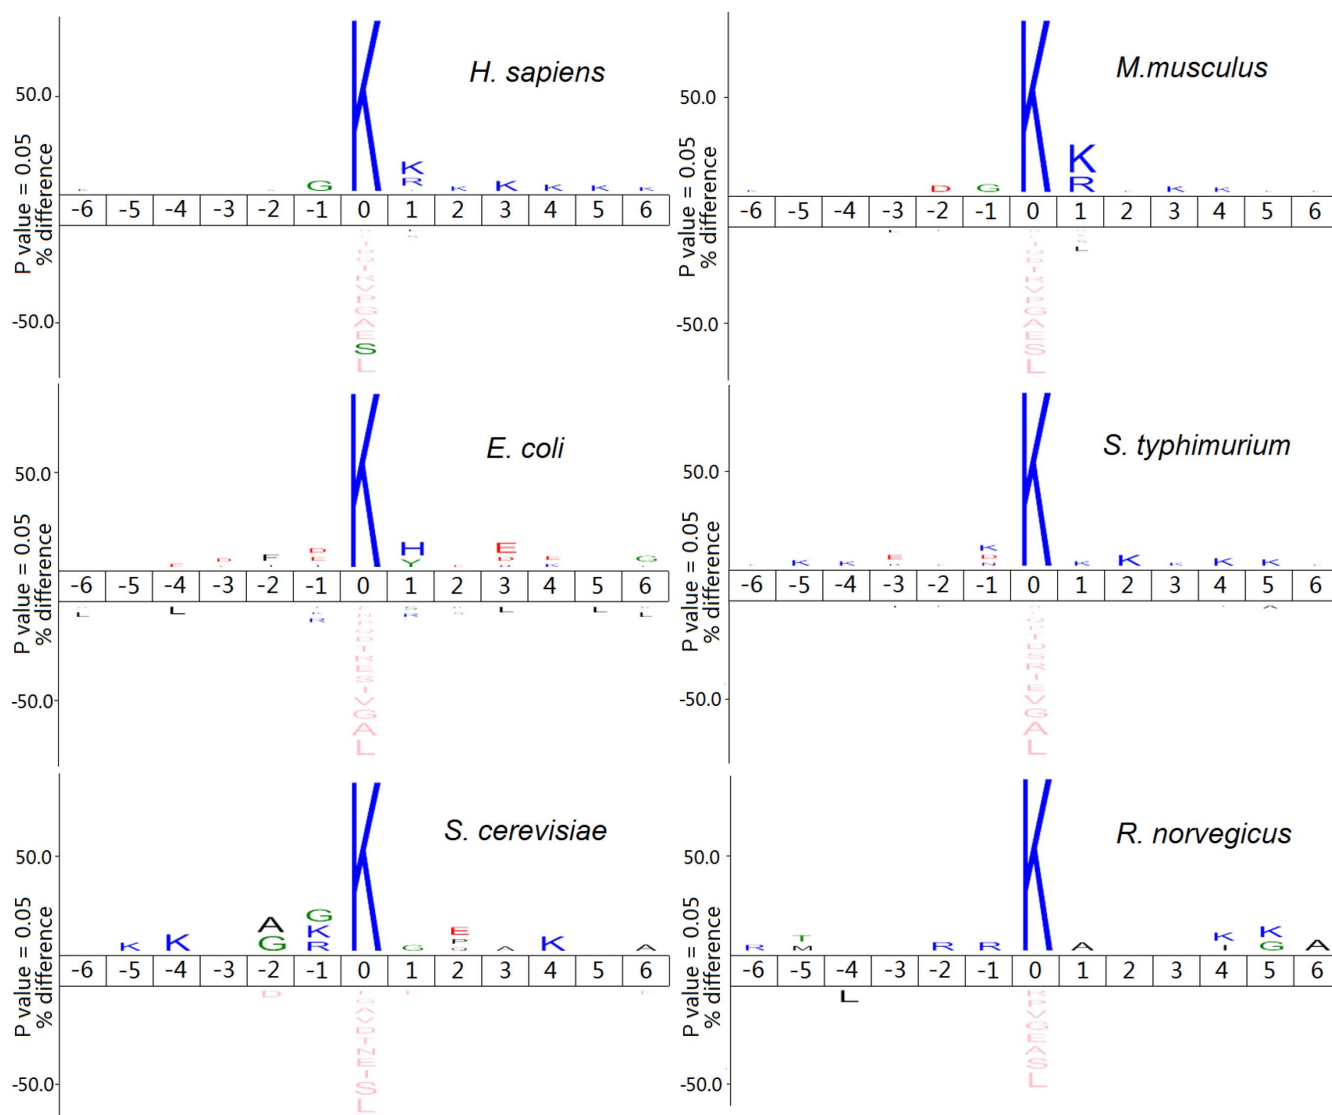 H. sapiens
P value = 0.05
% difference
50.0
-50.0
G K K R K K K K K
-6 -5 -4 -3 -2 -1 0 1 2 3 4 5 6
V
P
G
A
E
S
L
M.musculus
P value = 0.05
% difference
50.0
-50.0
D G K K R K K
-6 -5 -4 -3 -2 -1 0 1 2 3 4 5 6
L
V
P
G
A
E
S
L
E. coli
P value = 0.05
% difference
50.0
-50.0
E D F D E K H Y E D E K G
-6 -5 -4 -3 -2 -1 0 1 2 3 4 5 6
L L R R L L L
E
S
I
V
G
A
L
S. typhimurium
P value = 0.05
% difference
50.0
-50.0
K K E K D N K K K K K K
-6 -5 -4 -3 -2 -1 0 1 2 3 4 5 6
A
D
S
R
I
E
V
G
A
L
S. cerevisiae
P value = 0.05
% difference
50.0
-50.0
K K A G G K R K G E P A K A
-6 -5 -4 -3 -2 -1 0 1 2 3 4 5 6
D
A
V
D
T
N
E
I
S
L
R. norvegicus
P value = 0.05
% difference
50.0
-50.0
R T M R R K A K I K G A
-6 -5 -4 -3 -2 -1 0 1 2 3 4 5 6
L
P
V
G
E
A
S
L